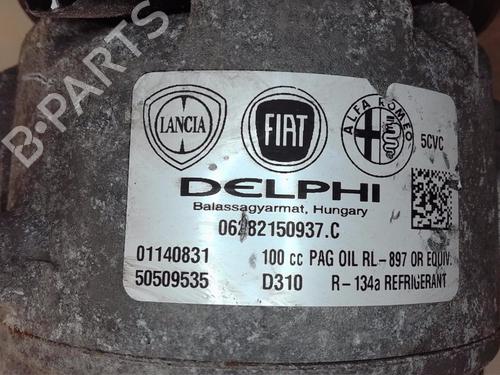 B-PARTS
LANCIA
FIAT
ALFA ROMEO
5CVC
DELPHI
Balassagyarmat, Hungary
06282150937.C
01140831 100 cc PAG OIL RL-897 OR EQUIV.
50509535 D310 R-134a REFRIGERANT